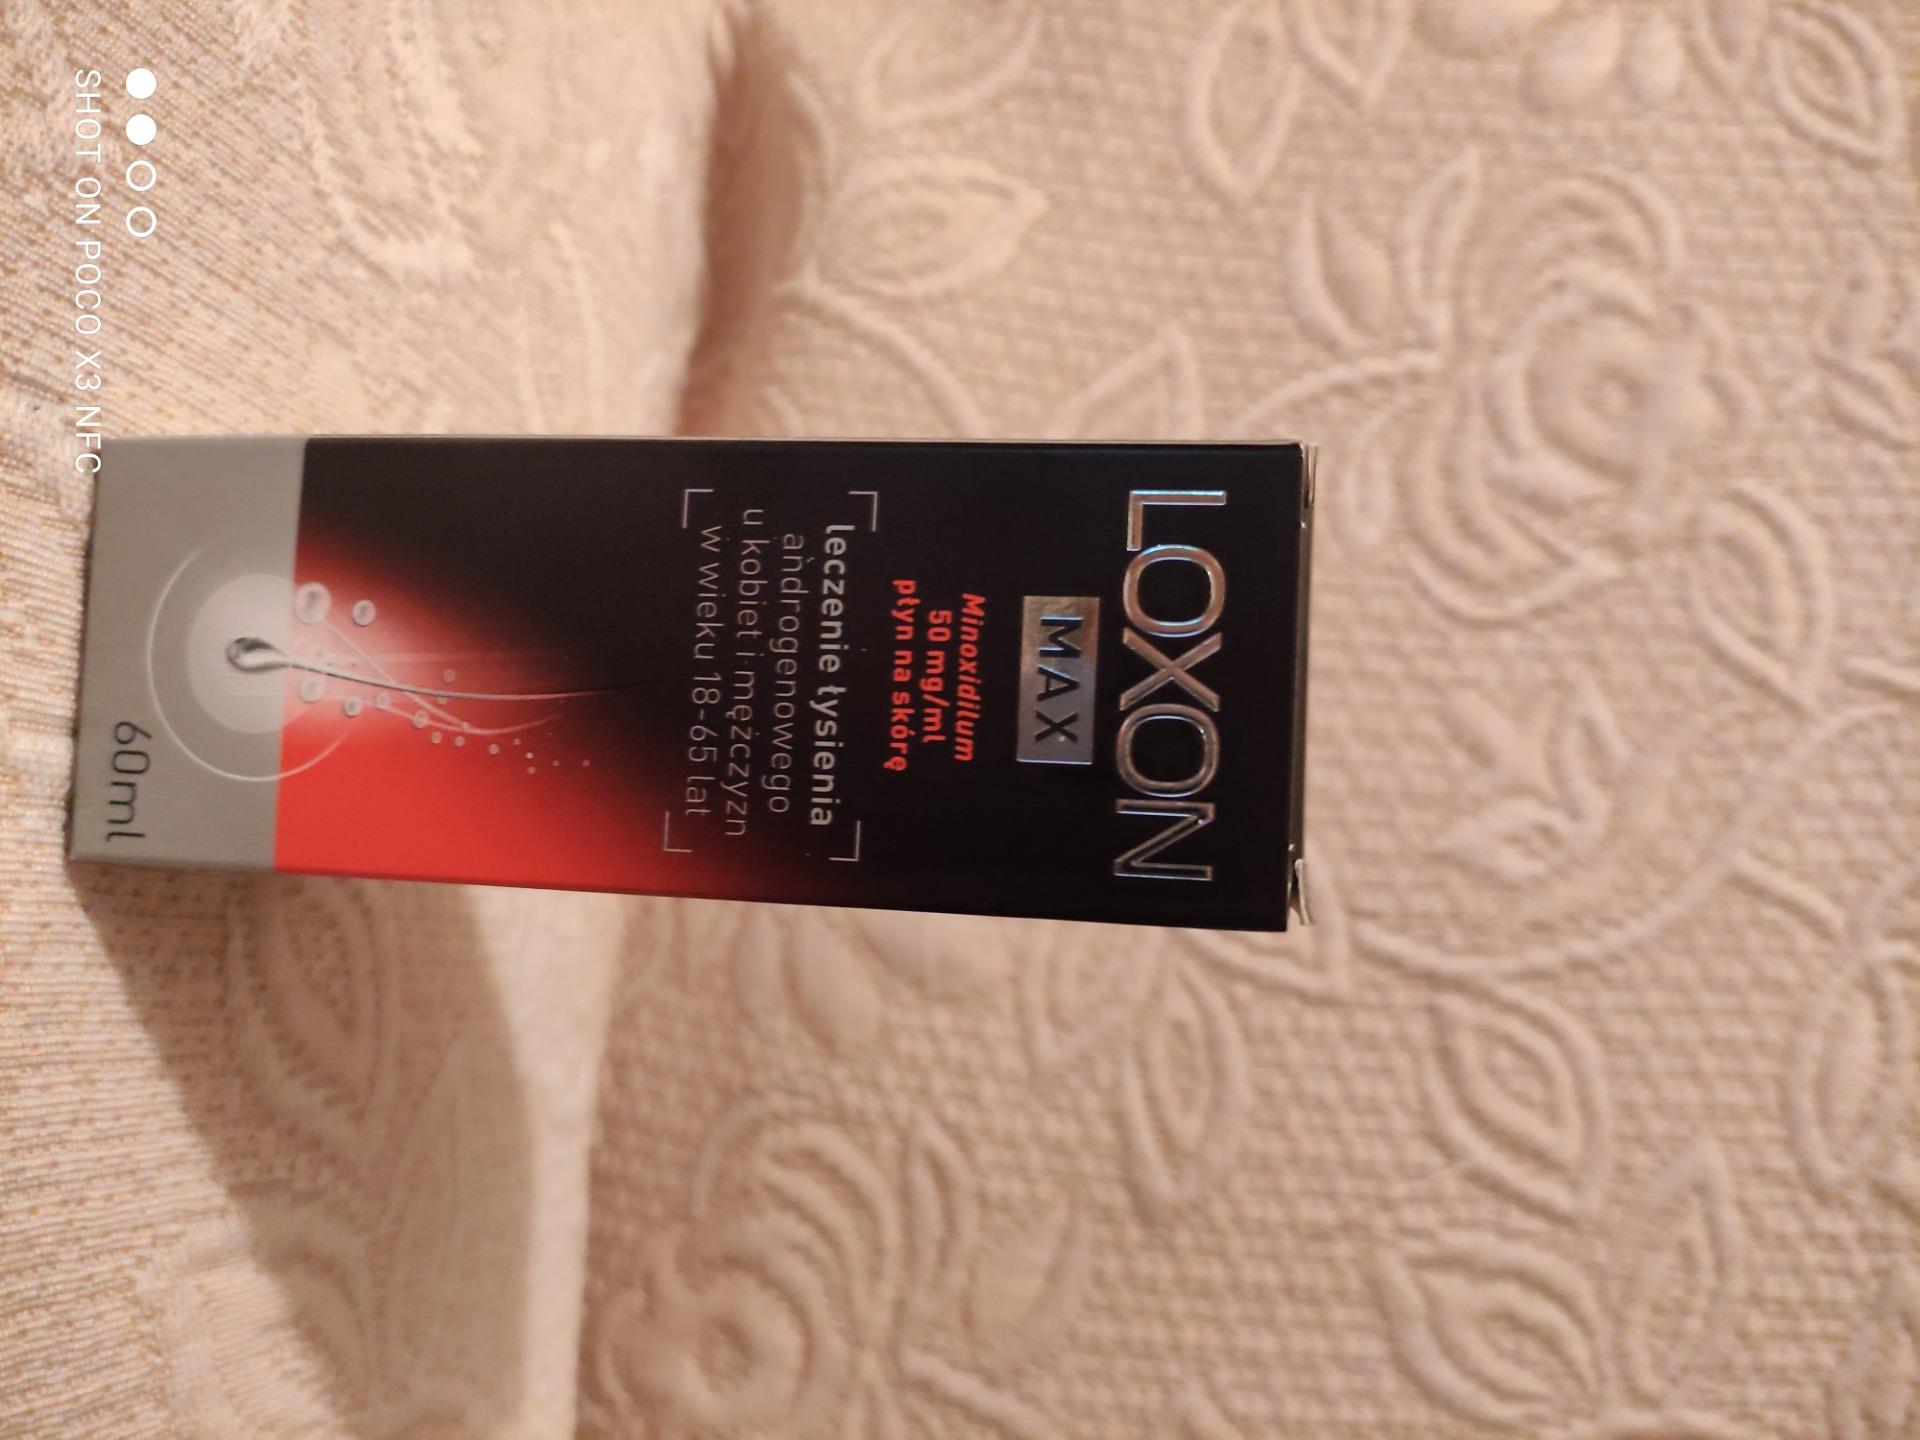 LOXON
MAX
Minoxidilum
50 mg/ml
płyn na skórę
leczenie łysienia
androgenowego
u kobiet i mężczyzn
w wieku 18-65 lat
60ml
SHOT ON POCO X3 NFC